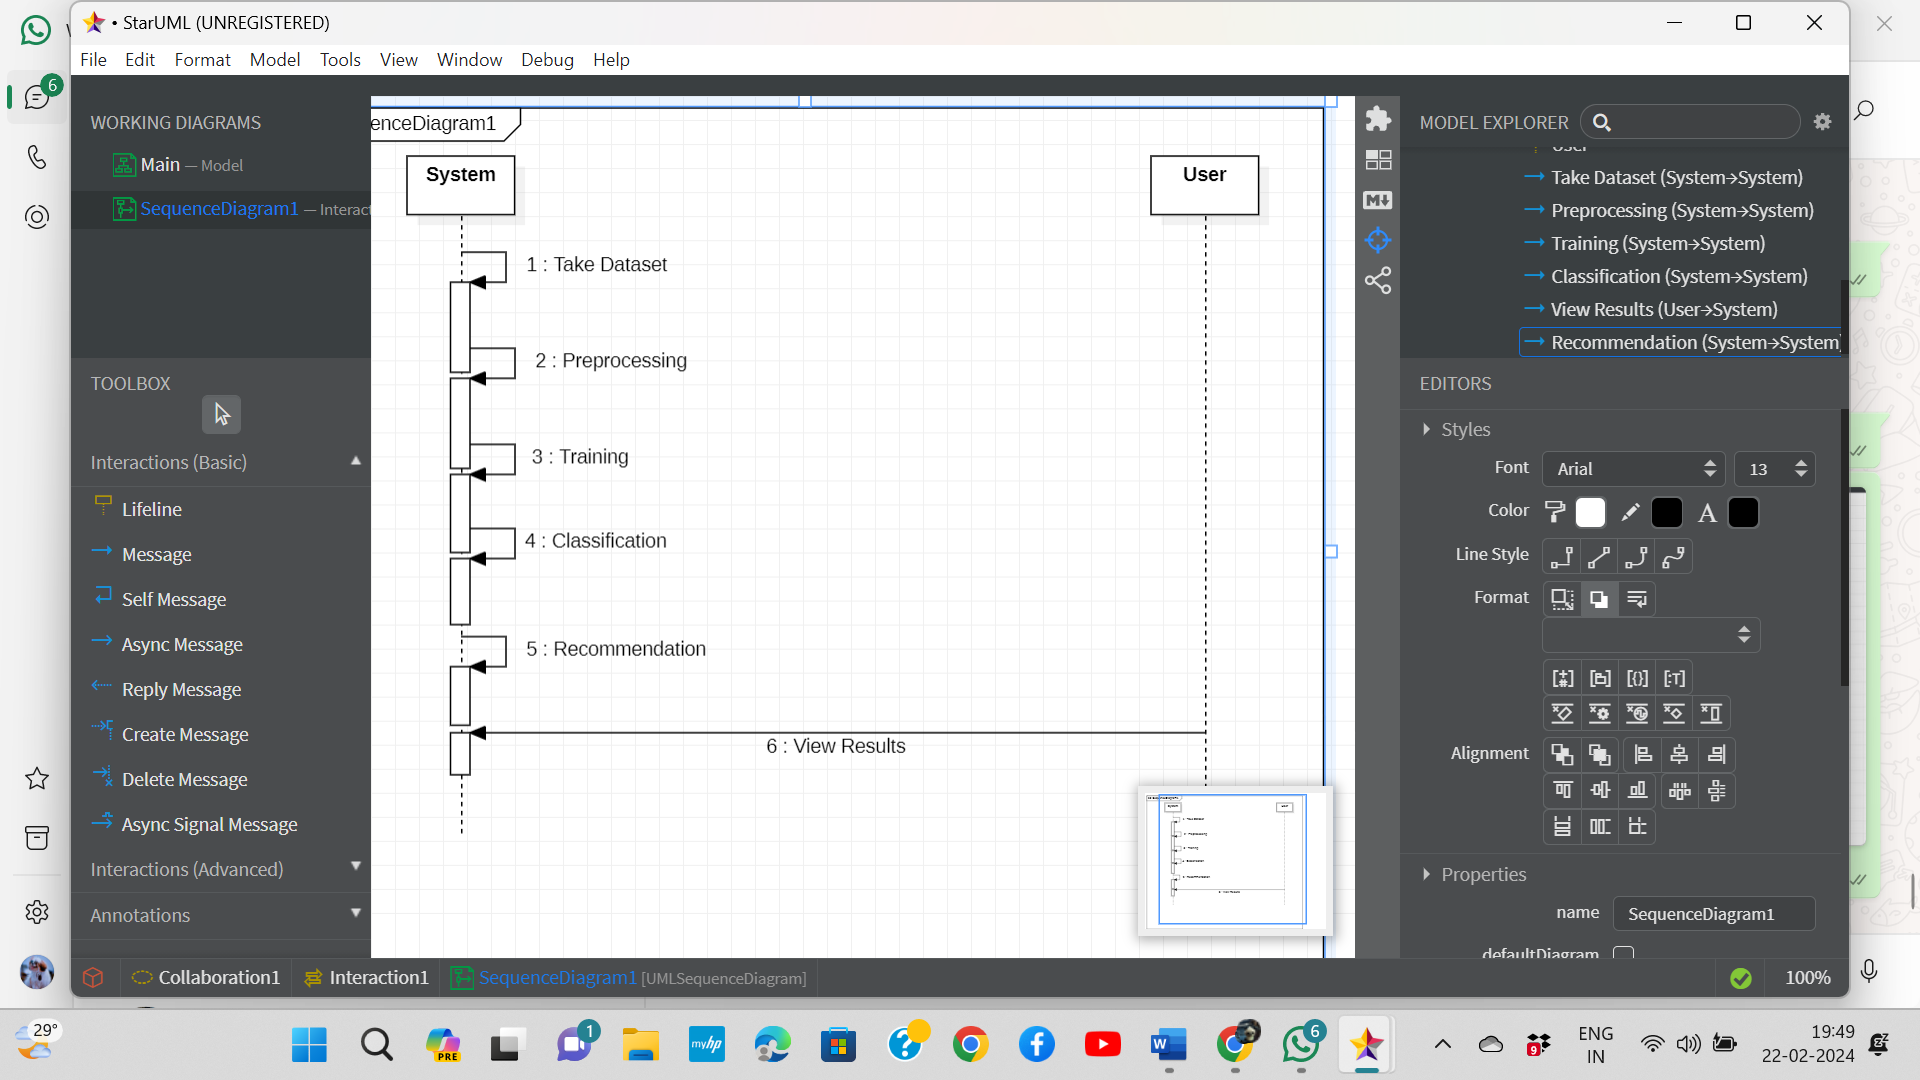 • StarUML (UNREGISTERED)
File Edit Format Model Tools View Window Debug Help
6
WORKING DIAGRAMS
Main — Model
SequenceDiagram1 — Interact
TOOLBOX
Interactions (Basic)
Lifeline
Message
Self Message
Async Message
Reply Message
Create Message
Delete Message
Async Signal Message
Interactions (Advanced)
Annotations
enceDiagram1
System
User
1 : Take Dataset
2 : Preprocessing
3 : Training
4 : Classification
5 : Recommendation
6 : View Results
MODEL EXPLORER
User
Take Dataset (System→System)
Preprocessing (System→System)
Training (System→System)
Classification (System→System)
View Results (User→System)
Recommendation (System→System)
EDITORS
Styles
Font Arial 13
Color A
Line Style
Format
Alignment
Properties
name SequenceDiagram1
defaultDiagram
Collaboration1 Interaction1 SequenceDiagram1 [UMLSequenceDiagram] 100%
29°
PRE
1
myhp
6
9
ENG
IN
19:49
22-02-2024